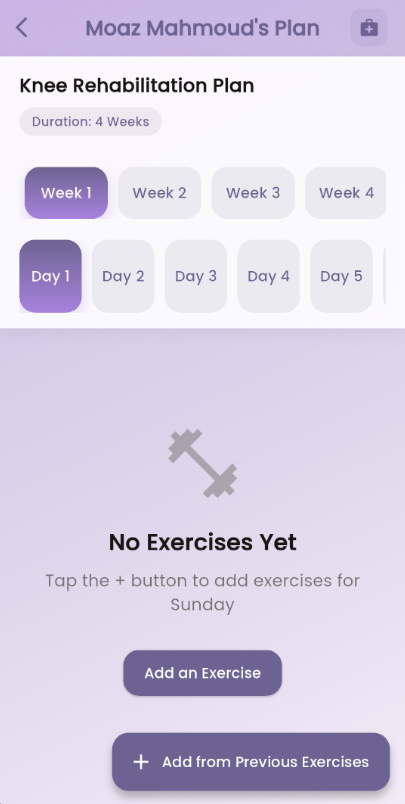 Moaz Mahmoud's Plan
Knee Rehabilitation Plan
Duration: 4 Weeks
Week 1 Week 2 Week 3 Week 4
Day 1 Day 2 Day 3 Day 4 Day 5
No Exercises Yet
Tap the + button to add exercises for
Sunday
Add an Exercise
+ Add from Previous Exercises